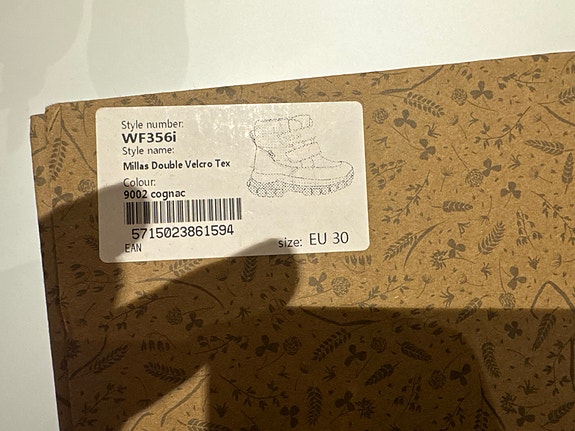 Style number:
WF356i
Style name:
Millas Double Velcro Tex
Colour:
9002 cognac
5715023861594
EAN
size: EU 30